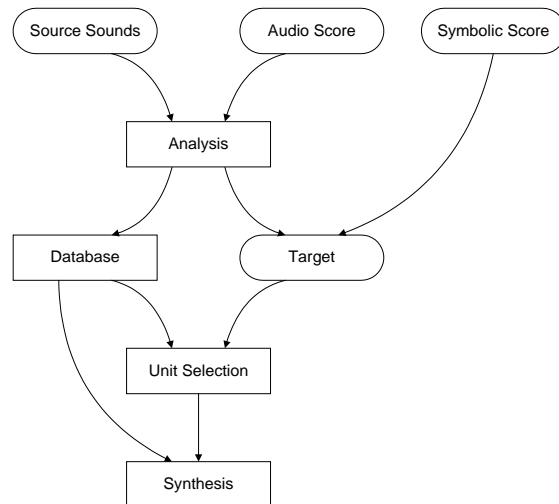 Source Sounds
Audio Score
Symbolic Score
Analysis
Database
Target
Unit Selection
Synthesis